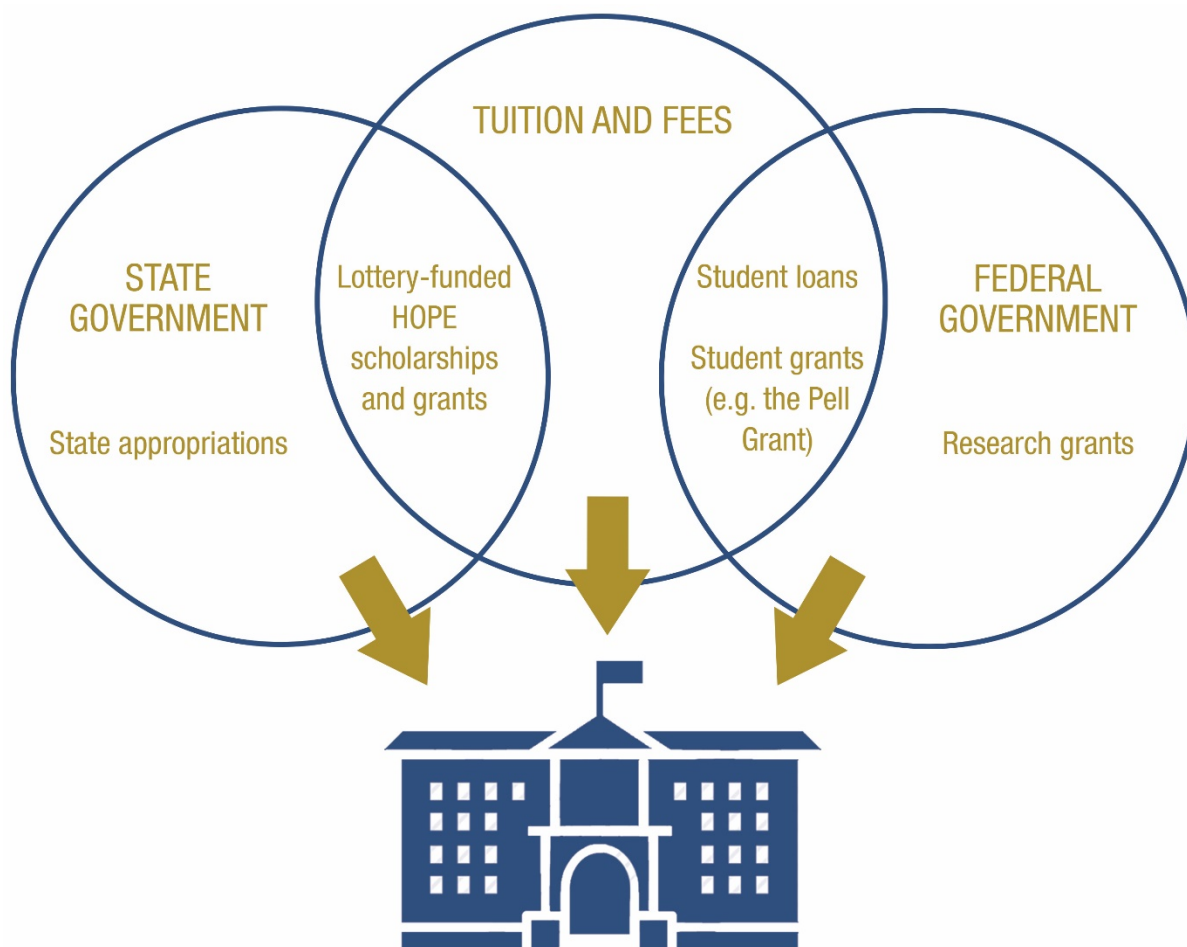 TUITION AND FEES
STATE
GOVERNMENT
State appropriations
Lottery-funded
HOPE
scholarships
and grants
Student loans
Student grants
(e.g. the Pell
Grant)
FEDERAL
GOVERNMENT
Research grants